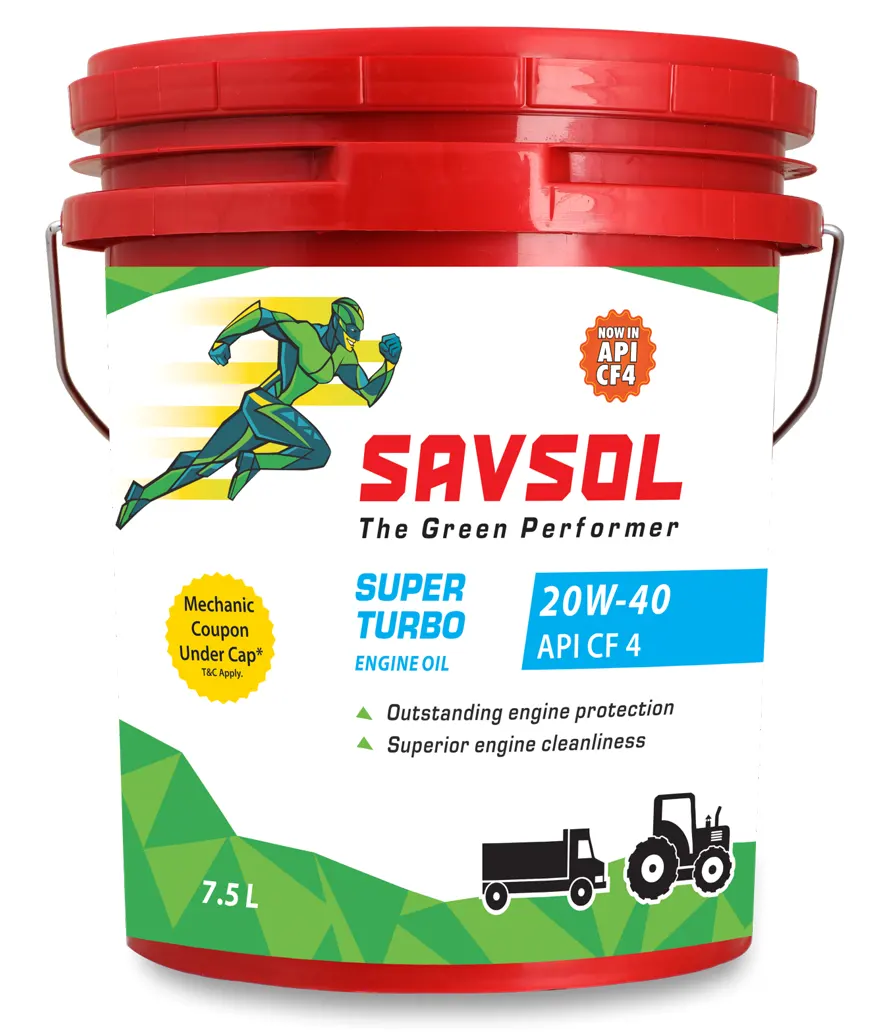 NOW IN
API
CF4
SAVSOL
The Green Performer
SUPER
TURBO
ENGINE OIL
20W-40
API CF 4
Mechanic
Coupon
Under Cap*
T&C Apply.
Outstanding engine protection
Superior engine cleanliness
7.5 L